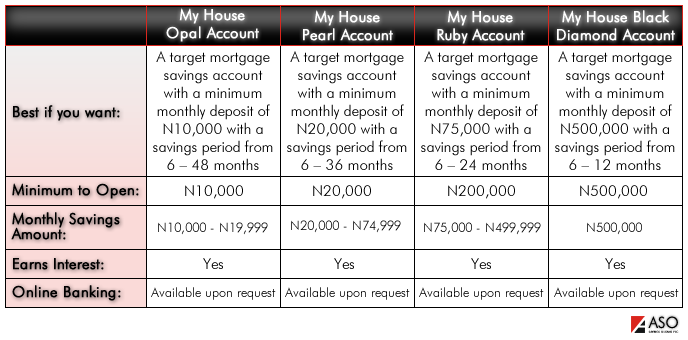 My House Opal Account
My House Pearl Account
My House Ruby Account
My House Black Diamond Account
Best if you want:
A target mortgage
savings account
with a minimum
monthly deposit of
N10,000 with a
savings period from
6 – 48 months
A target mortgage
savings account
with a minimum
monthly deposit of
N20,000 with a
savings period from
6 – 36 months
A target mortgage
savings account
with a minimum
monthly deposit of
N75,000 with a
savings period from
6 – 24 months
A target mortgage
savings account
with a minimum
monthly deposit of
N500,000 with a
savings period from
6 – 12 months
Minimum to Open:
N10,000
N20,000
N200,000
N500,000
Monthly Savings
Amount:
N10,000 - N19,999
N20,000 - N74,999
N75,000 - N499,999
N500,000
Earns Interest:
Yes
Yes
Yes
Yes
Online Banking:
Available upon request
Available upon request
Available upon request
Available upon request
ASO